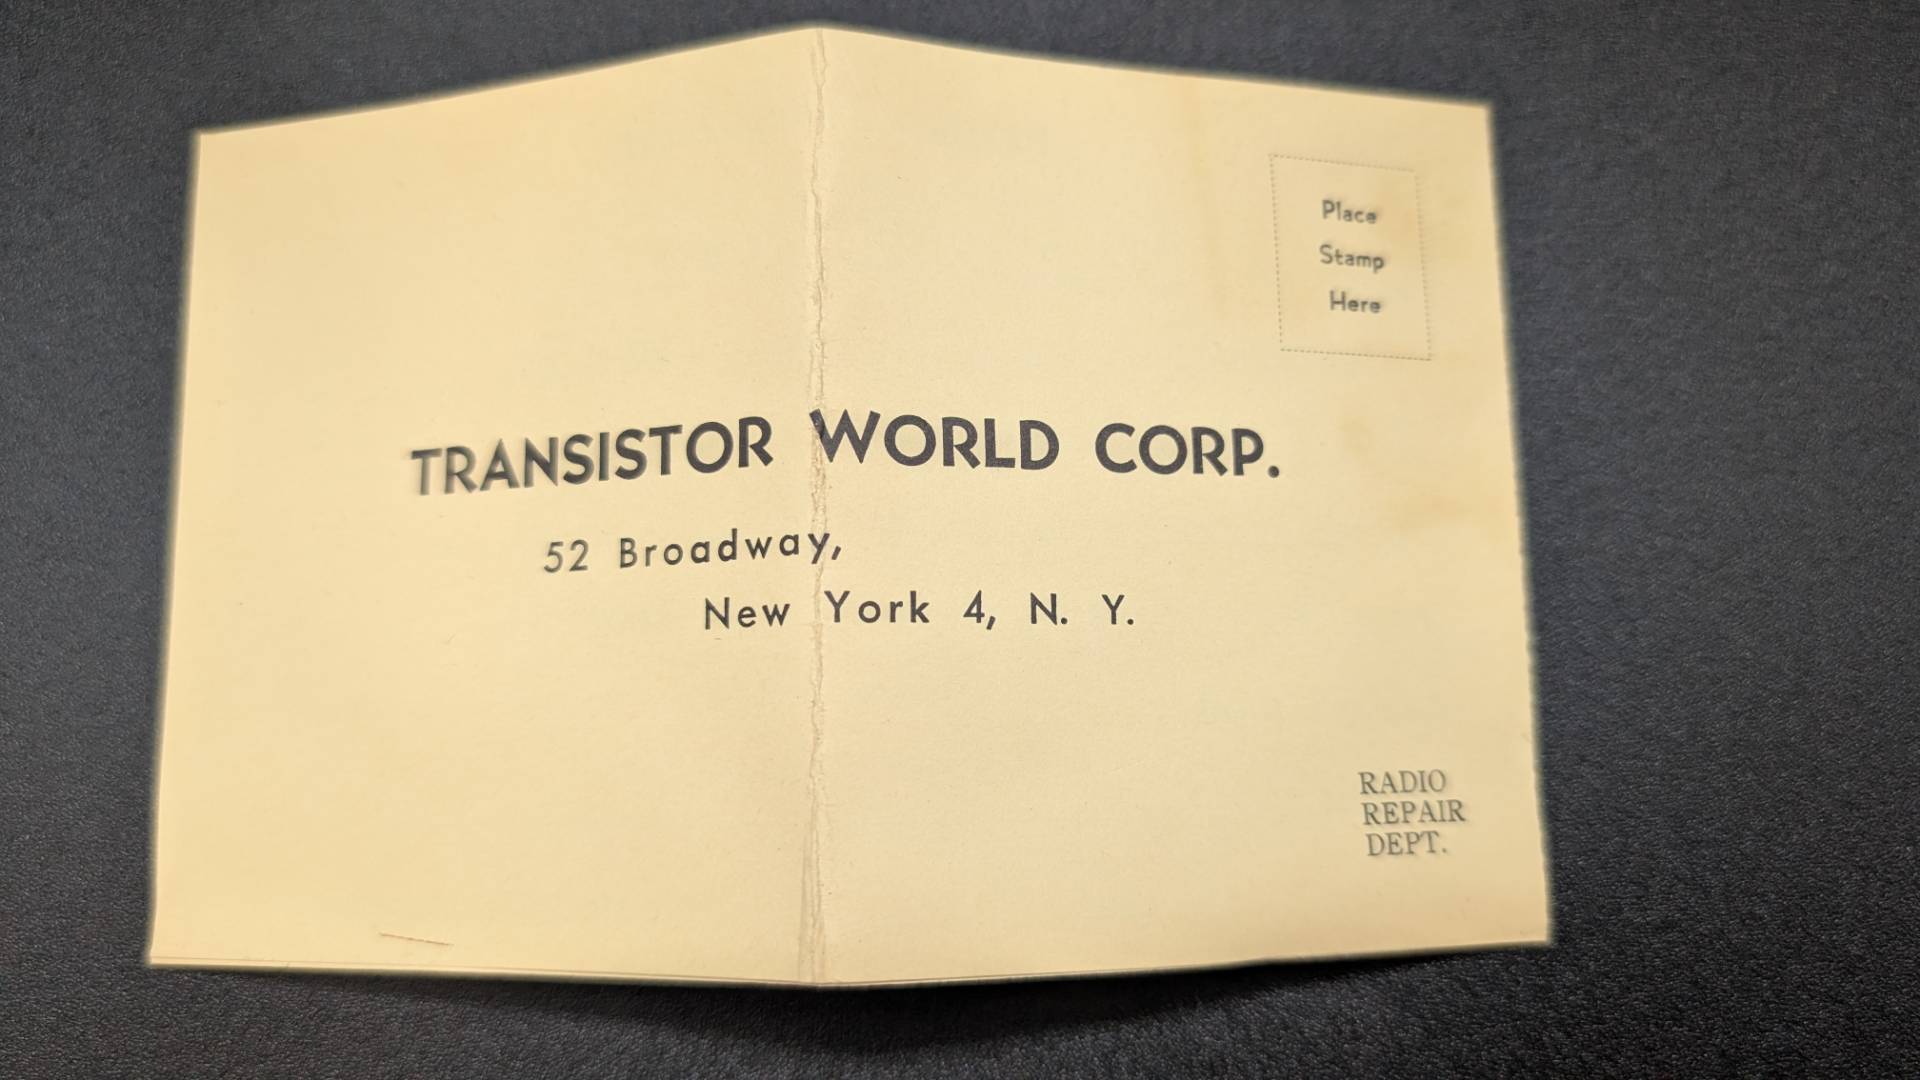 Place
Stamp
Here
TRANSISTOR WORLD CORP.
52 Broadway,
New York 4, N. Y.
RADIO
REPAIR
DEPT.